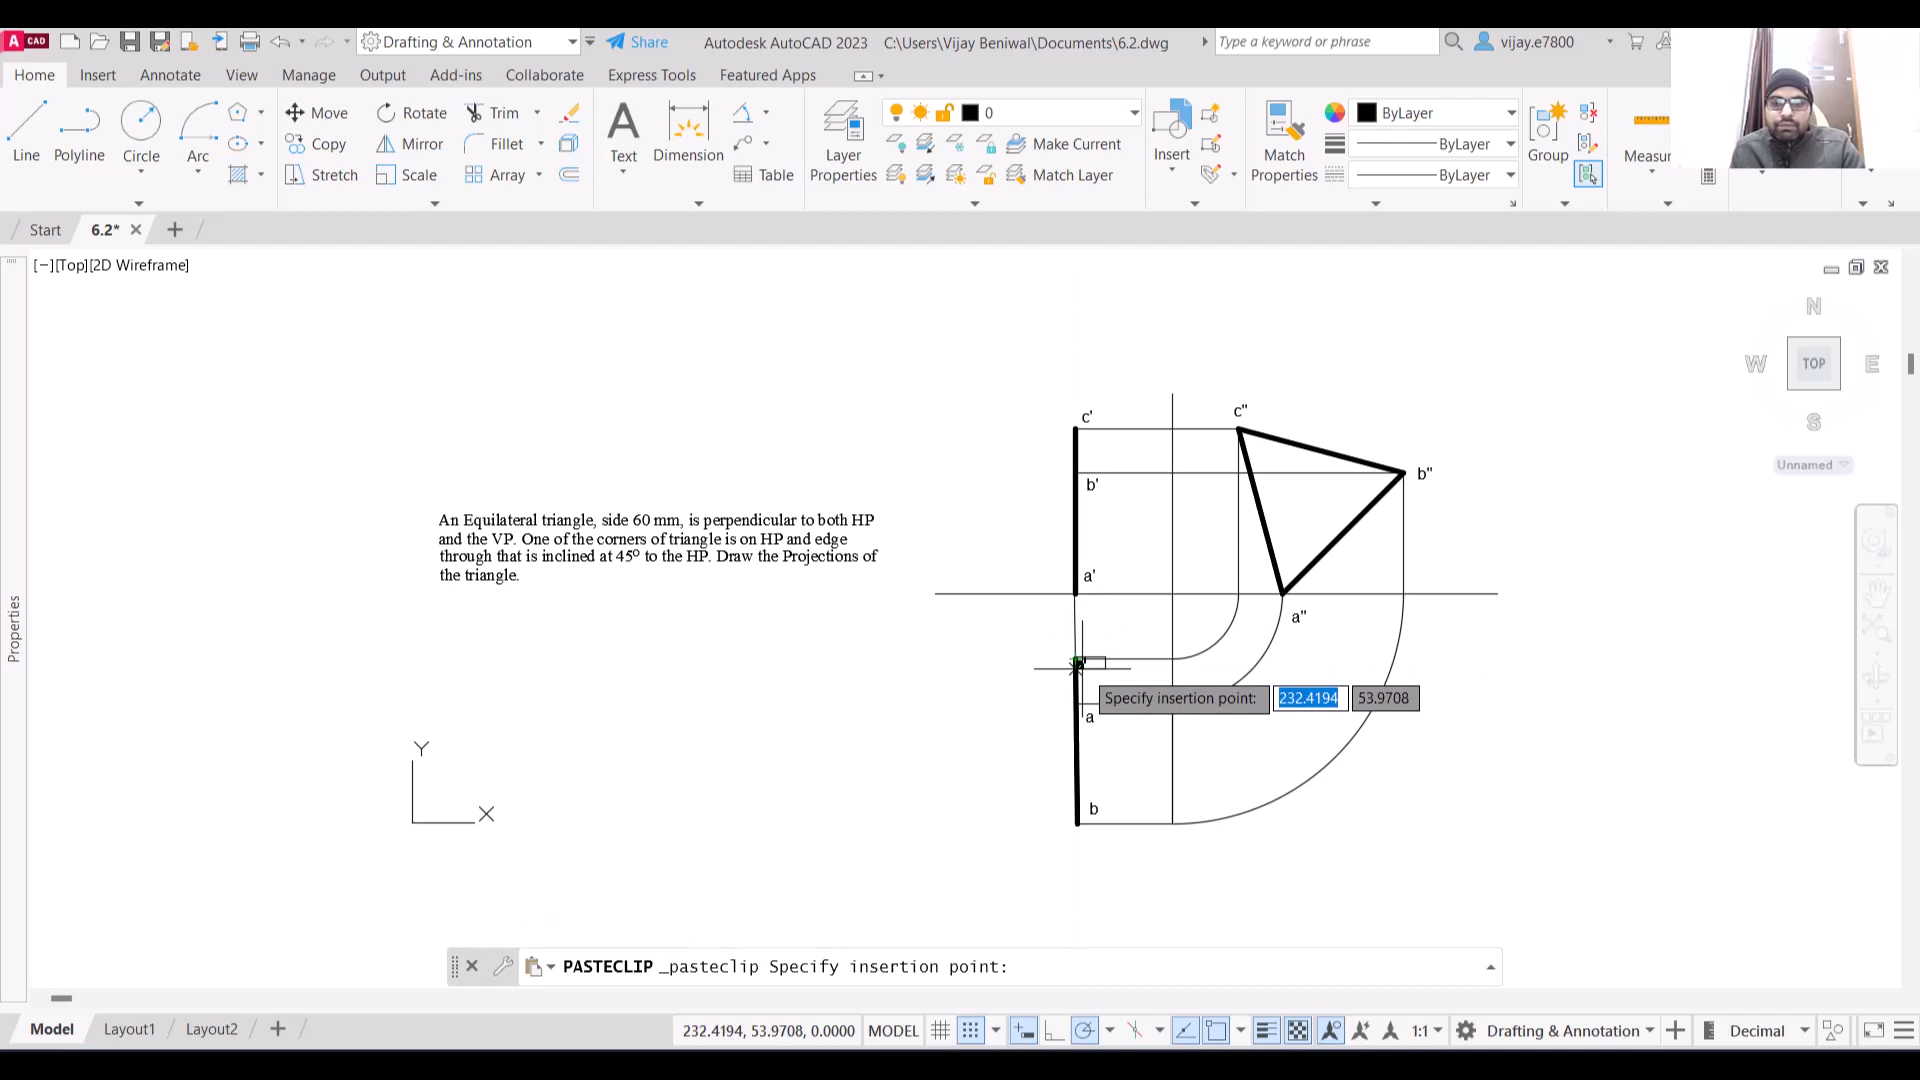 A CAD
Drafting & Annotation
Share
Autodesk AutoCAD 2023 C:\Users\Vijay Beniwal\Documents\6.2.dwg
Type a keyword or phrase
vijay.e7800
Home Insert Annotate View Manage Output Add-ins Collaborate Express Tools Featured Apps
Line Polyline Circle Arc
Move Rotate Trim
Copy Mirror Fillet
Stretch Scale Array
Text Dimension
Table
Layer
Properties
0
Make Current
Match Layer
Insert
Match
Properties
ByLayer
ByLayer
ByLayer
Group
Measur
Start
6.2*
[−][Top][2D Wireframe]
Properties
An Equilateral triangle, side 60 mm, is perpendicular to both HP
and the VP. One of the corners of triangle is on HP and edge
through that is inclined at 45⁰ to the HP. Draw the Projections of
the triangle.
c'
b'
a'
c"
b"
a"
a
b
Specify insertion point: 232.4194 53.9708
Y
X
N
W TOP E
S
Unnamed
PASTECLIP _pasteclip Specify insertion point:
Model Layout1 Layout2
232.4194, 53.9708, 0.0000 MODEL
1:1
Drafting & Annotation
Decimal